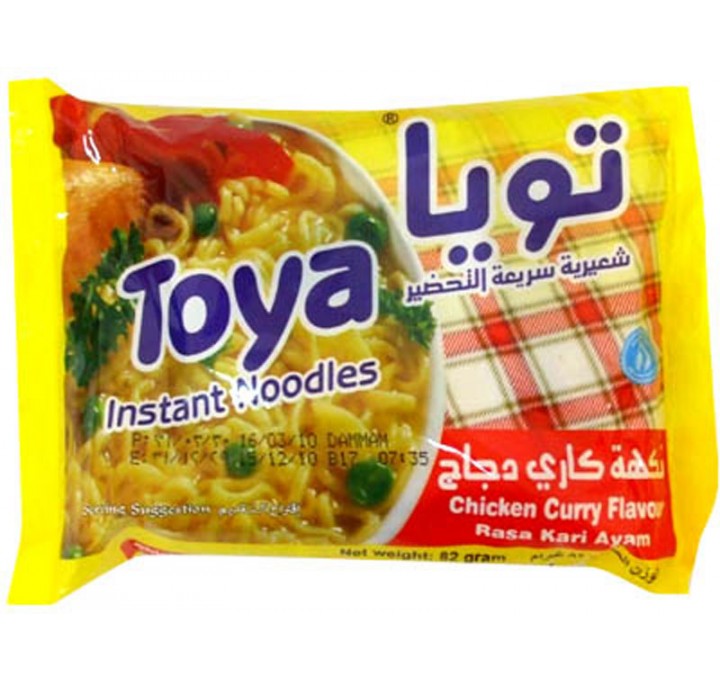 ®
تويا
شعيرية سريعة التحضير
Toya
Instant Noodles
16/03/10 DAMMAM
15/12/10 B17 07:35
نكهة كاري دجاج
Chicken Curry Flavour
Rasa Kari Ayam
Serving Suggestion
Net weight: 82 gram